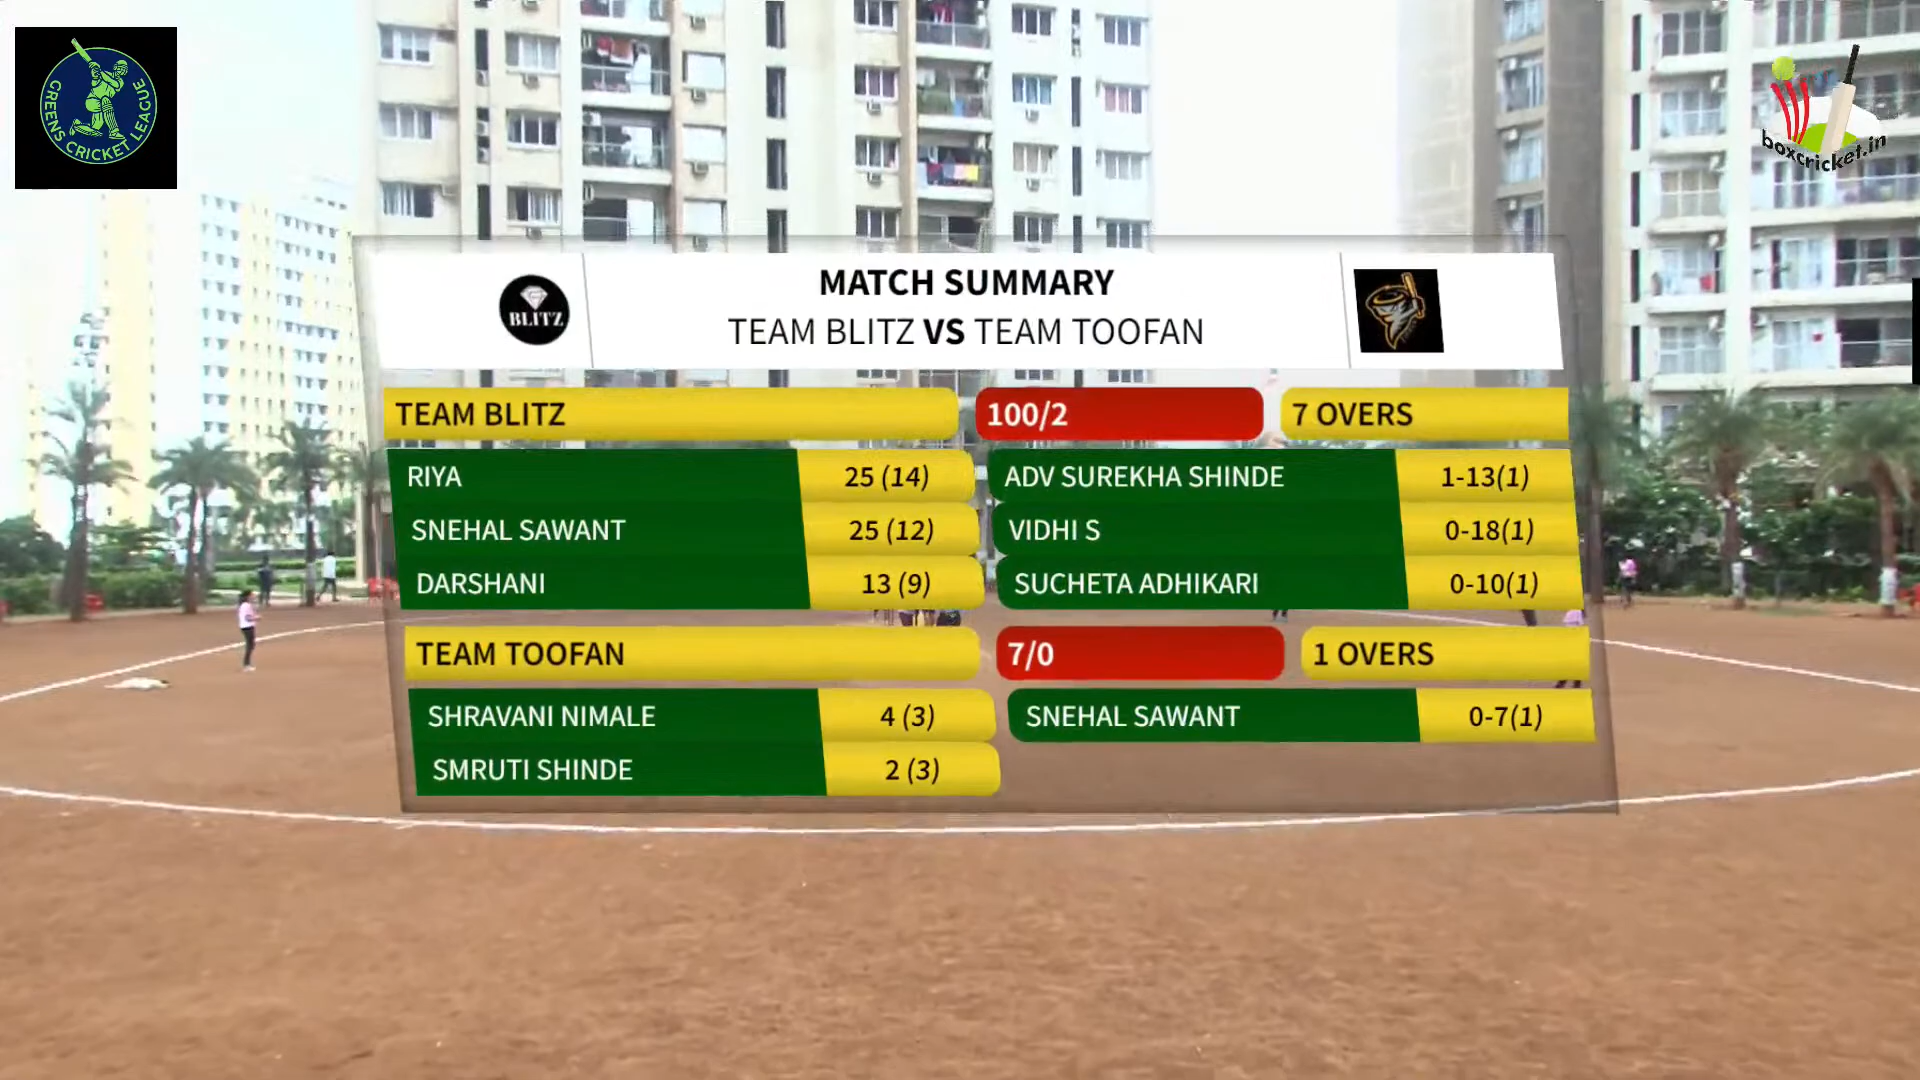 GREENS CRICKET LEAGUE
boxcricket.in
BLITZ
MATCH SUMMARY
TEAM BLITZ VS TEAM TOOFAN
TEAM BLITZ 100/2 7 OVERS
RIYA 25 (14) ADV SUREKHA SHINDE 1-13(1)
SNEHAL SAWANT 25 (12) VIDHI S 0-18(1)
DARSHANI 13 (9) SUCHETA ADHIKARI 0-10(1)
TEAM TOOFAN 7/0 1 OVERS
SHRAVANI NIMALE 4 (3) SNEHAL SAWANT 0-7(1)
SMRUTI SHINDE 2 (3)